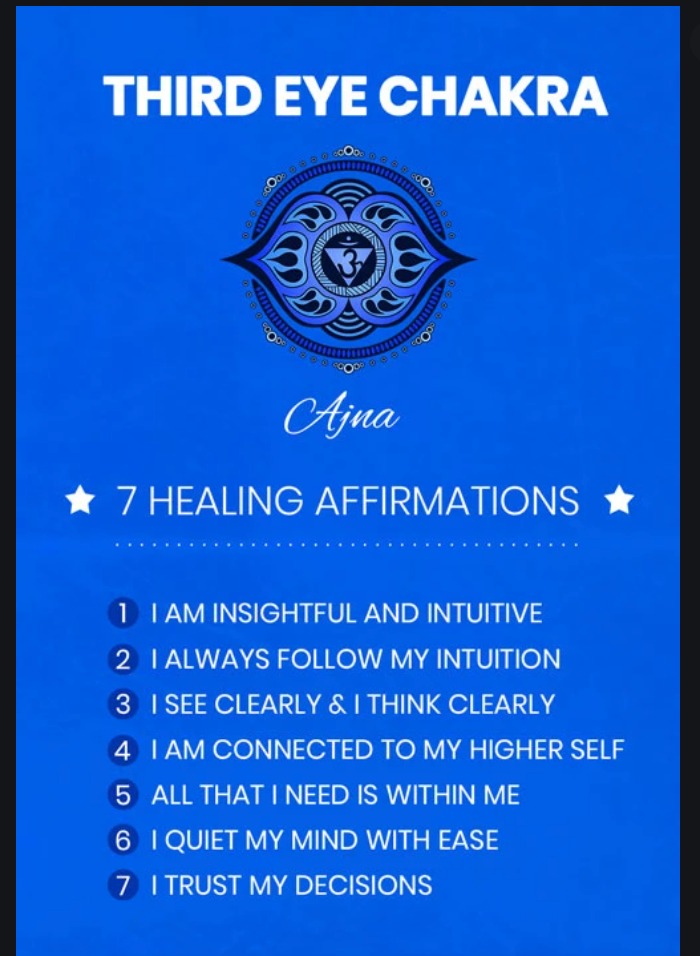 THIRD EYE CHAKRA
ॐ
Ajna
7 HEALING AFFIRMATIONS
1 I AM INSIGHTFUL AND INTUITIVE
2 I ALWAYS FOLLOW MY INTUITION
3 I SEE CLEARLY & I THINK CLEARLY
4 I AM CONNECTED TO MY HIGHER SELF
5 ALL THAT I NEED IS WITHIN ME
6 I QUIET MY MIND WITH EASE
7 I TRUST MY DECISIONS